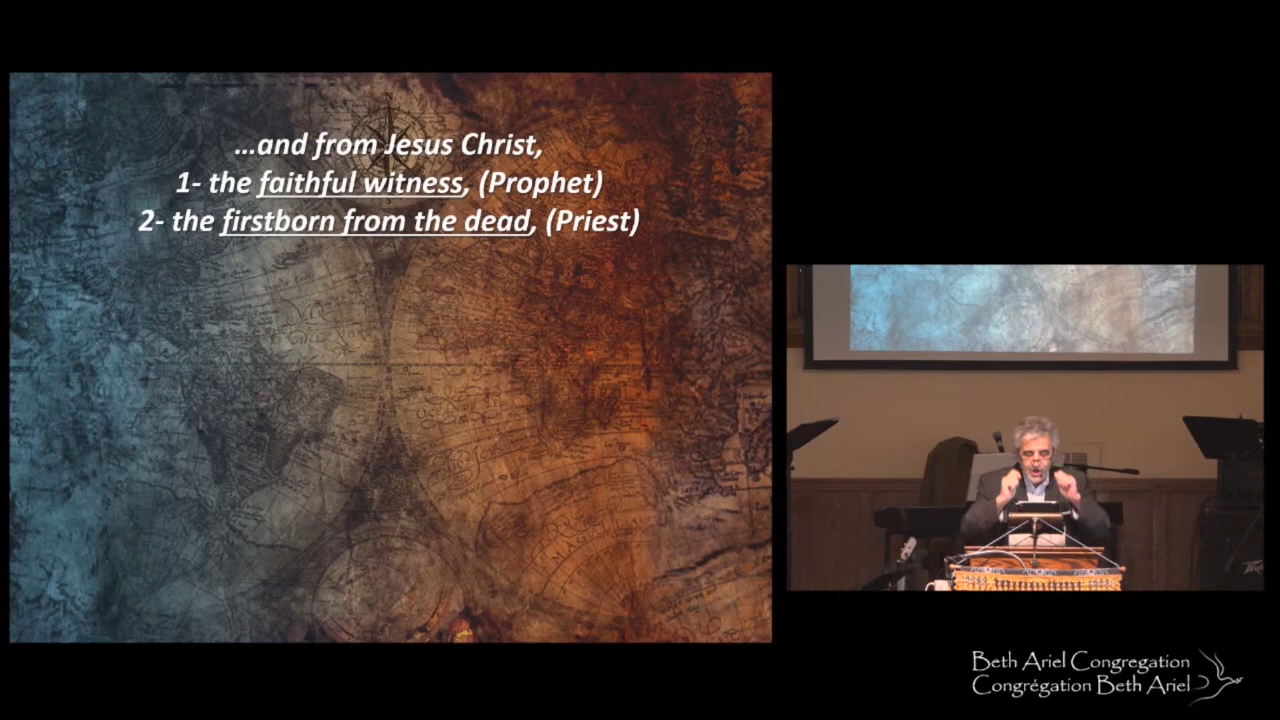 …and from Jesus Christ,
1- the faithful witness, (Prophet)
2- the firstborn from the dead, (Priest)
Beth Ariel Congregation
Congrégation Beth Ariel